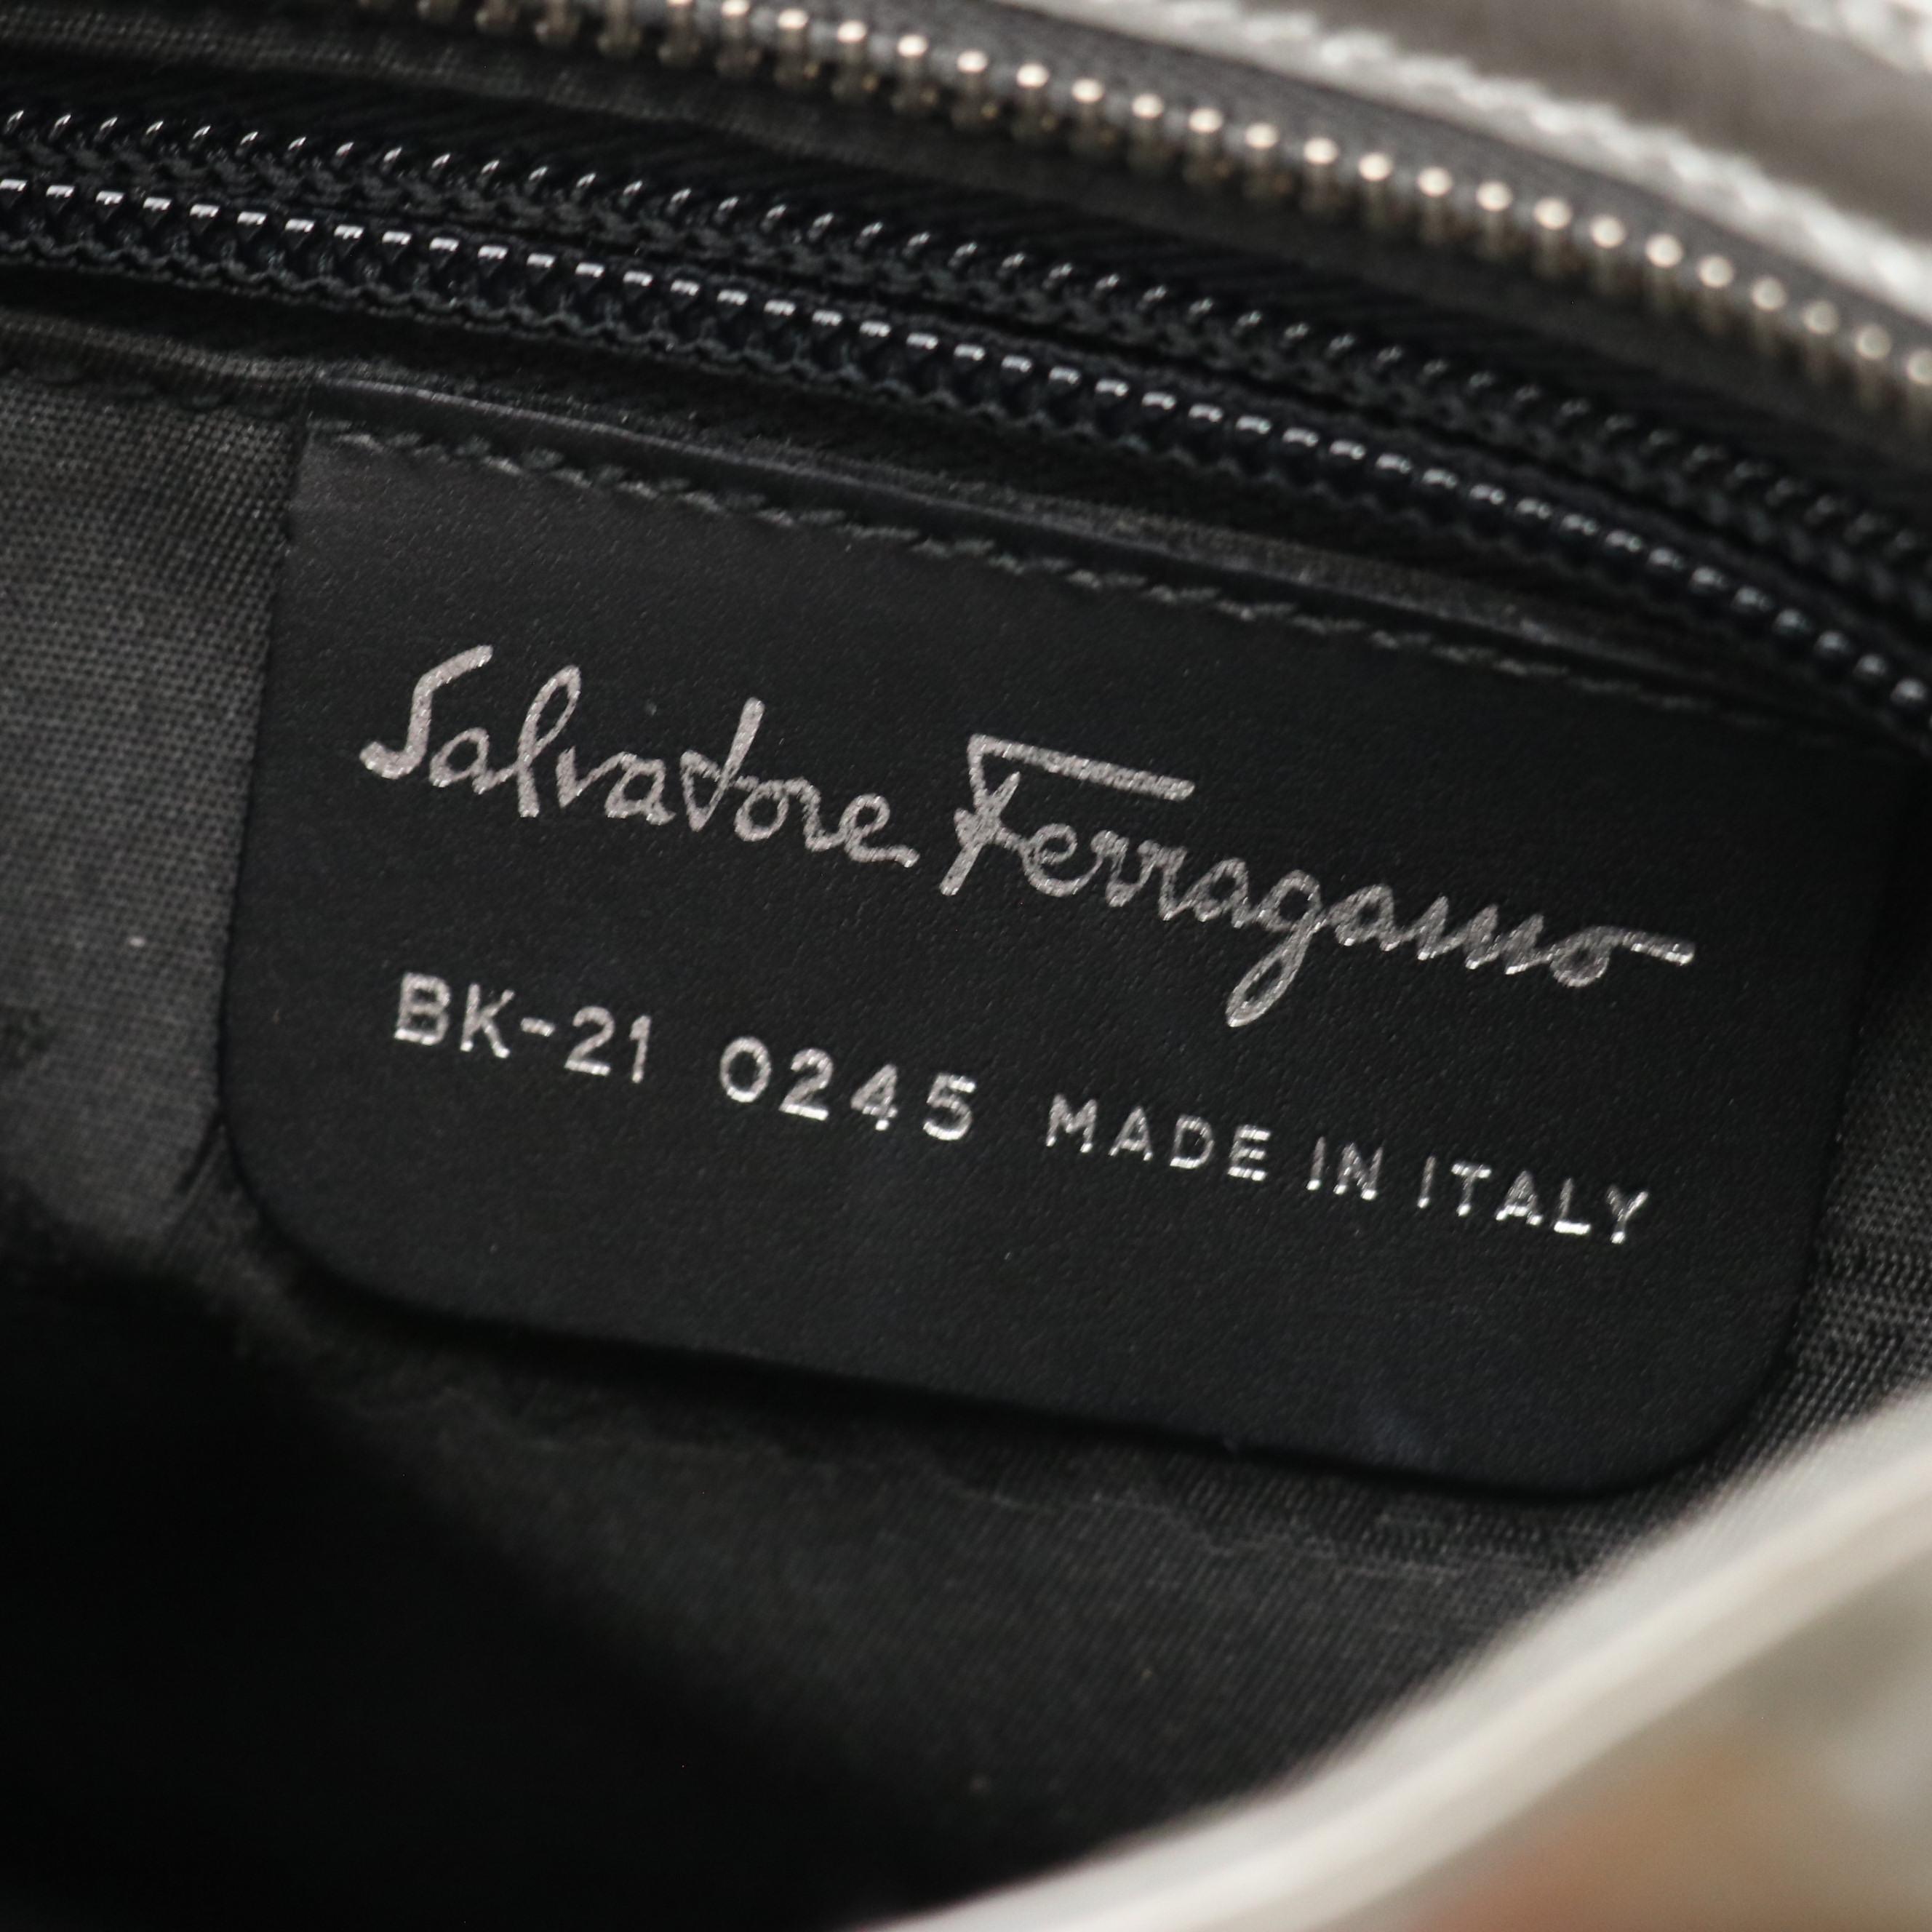 Salvatore Ferragamo
BK-21 0245 MADE IN ITALY